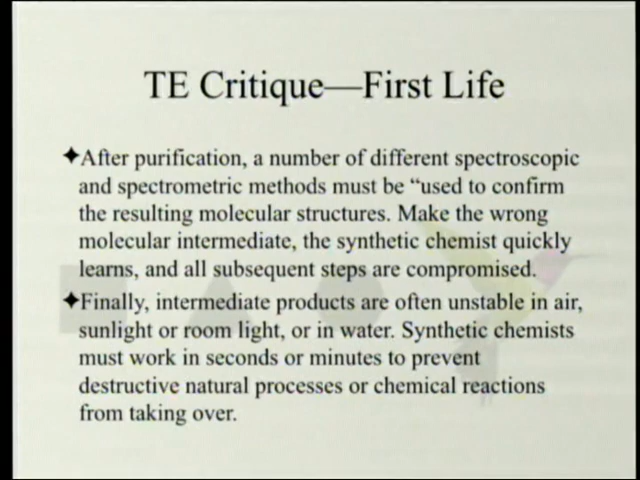 TE Critique—First Life
✦After purification, a number of different spectroscopic
and spectrometric methods must be “used to confirm
the resulting molecular structures. Make the wrong
molecular intermediate, the synthetic chemist quickly
learns, and all subsequent steps are compromised.
✦Finally, intermediate products are often unstable in air,
sunlight or room light, or in water. Synthetic chemists
must work in seconds or minutes to prevent
destructive natural processes or chemical reactions
from taking over.